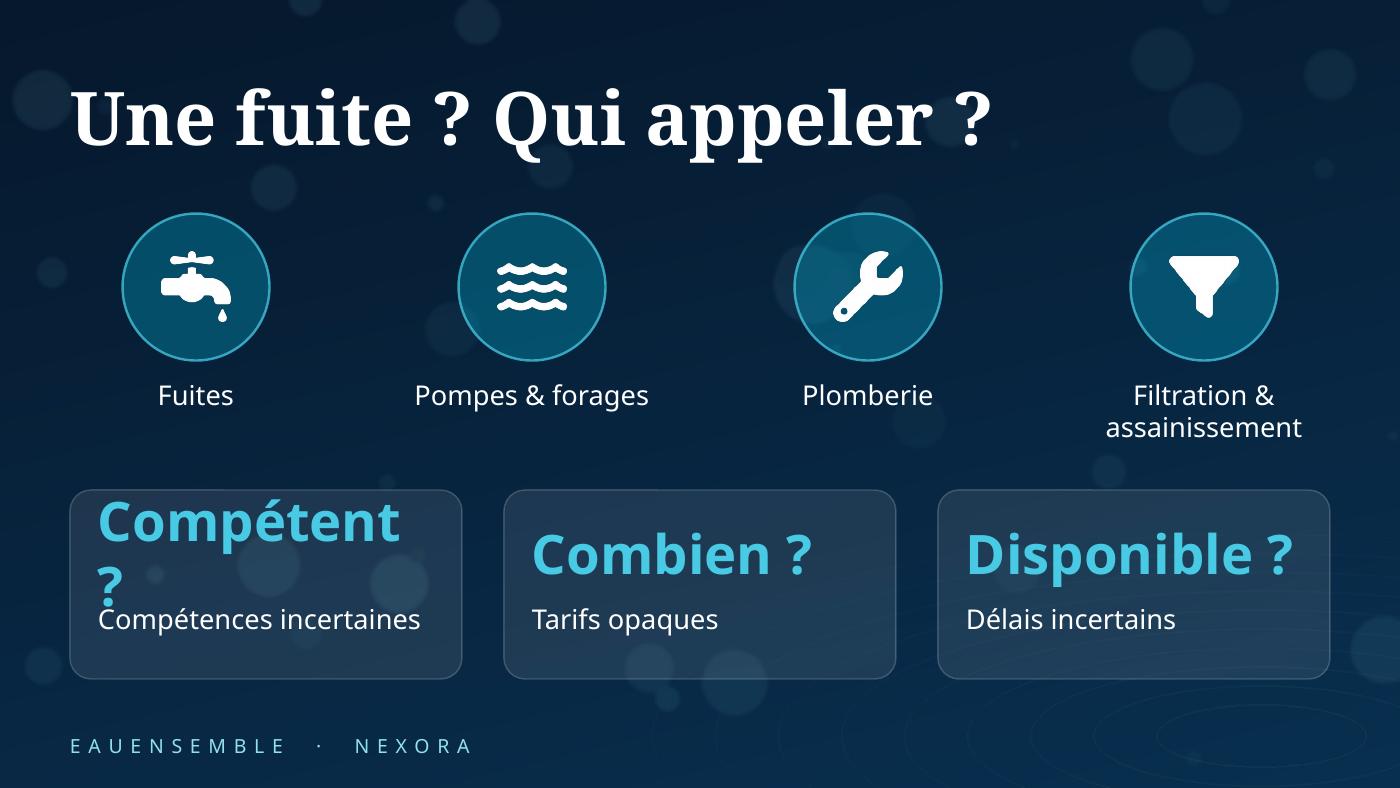 Une fuite ? Qui appeler ?
Fuites
Pompes & forages
Plomberie
Filtration &
assainissement
Compétent
?
Compétences incertaines
Combien ?
Tarifs opaques
Disponible ?
Délais incertains
EAUENSEMBLE · NEXORA